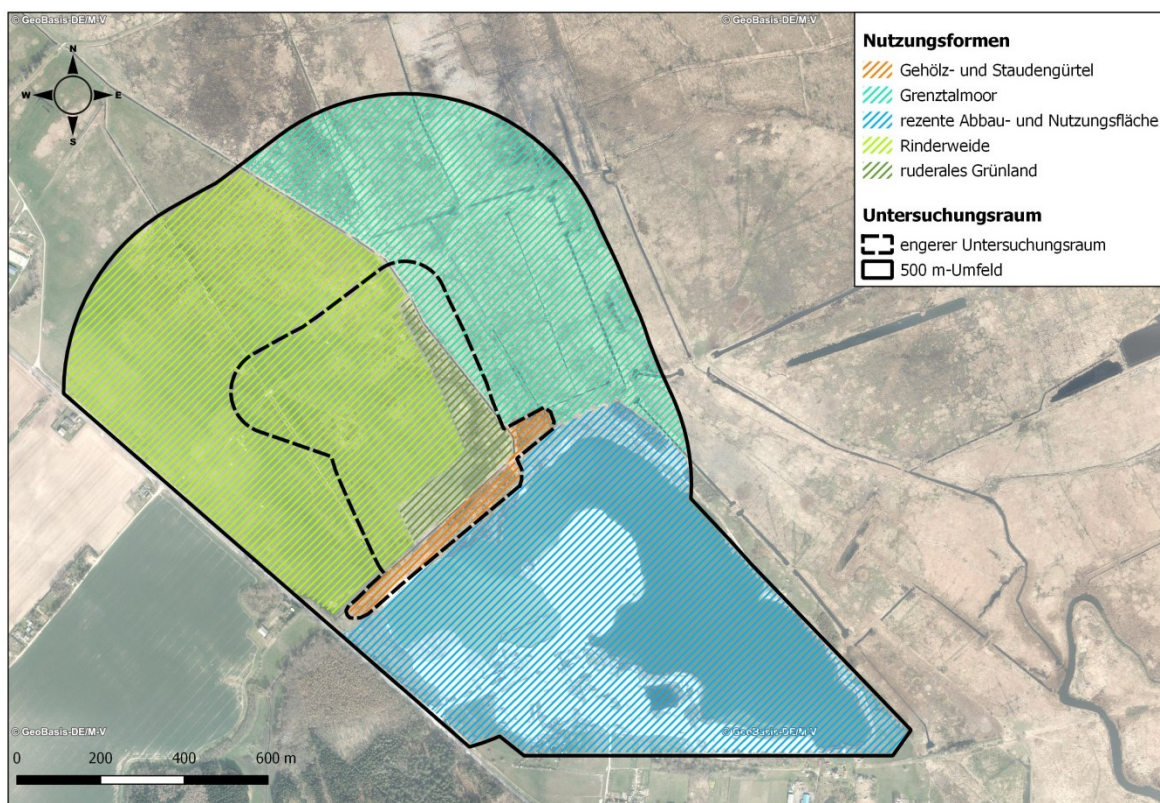 © GeoBasis-DE/M-V
© GeoBasis-DE/M-V
N
W
E
S
Nutzungsformen
Gehölz- und Staudengürtel
Grenztalmoor
rezente Abbau- und Nutzungsfläche
Rinderweide
ruderales Grünland
Untersuchungsraum
engerer Untersuchungsraum
500 m-Umfeld
© GeoBasis-DE/M-V
© GeoBasis-DE/M-V
0 200 400 600 m